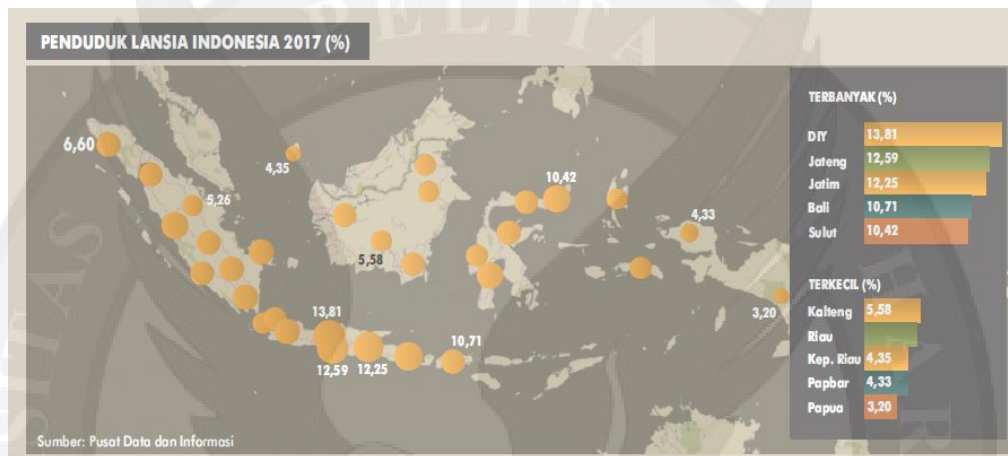 PENDUDUK LANSIA INDONESIA 2017 (%)
6,60
4,35
5,26
5,58
10,42
4,33
3,20
13,81
12,59
12,25
10,71
TERBANYAK (%)
DIY 13,81
Jateng 12,59
Jatim 12,25
Bali 10,71
Sulut 10,42
TERKECIL (%)
Kalteng 5,58
Riau
Kep. Riau 4,35
Papbar 4,33
Papua 3,20
Sumber: Pusat Data dan Informasi
PELITA
SITAS
HAR